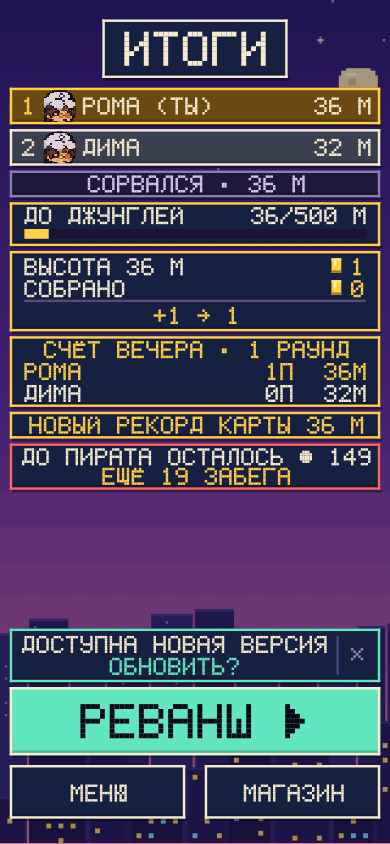 ИТОГИ
1 РОМА (ТЫ) 36 М
2 ДИМА 32 М
СОРВАЛСЯ · 36 М
ДО ДЖУНГЛЕЙ 36/500 М
ВЫСОТА 36 М 1
СОБРАНО 0
+1 → 1
СЧЁТ ВЕЧЕРА · 1 РАУНД
РОМА 1П 36М
ДИМА 0П 32М
НОВЫЙ РЕКОРД КАРТЫ 36 М
ДО ПИРАТА ОСТАЛОСЬ ● 149
ЕЩЁ 19 ЗАБЕГА
ДОСТУПНА НОВАЯ ВЕРСИЯ ×
ОБНОВИТЬ?
РЕВАНШ ▶
МЕНЮ МАГАЗИН